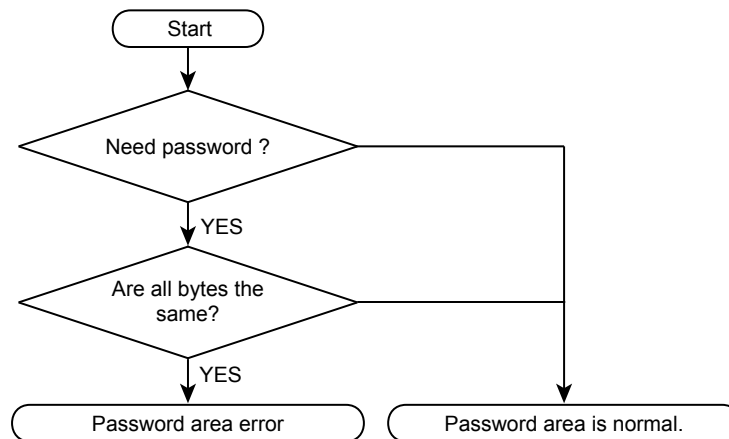 Start
Need password ?
YES
Are all bytes the
same?
YES
Password area error
Password area is normal.